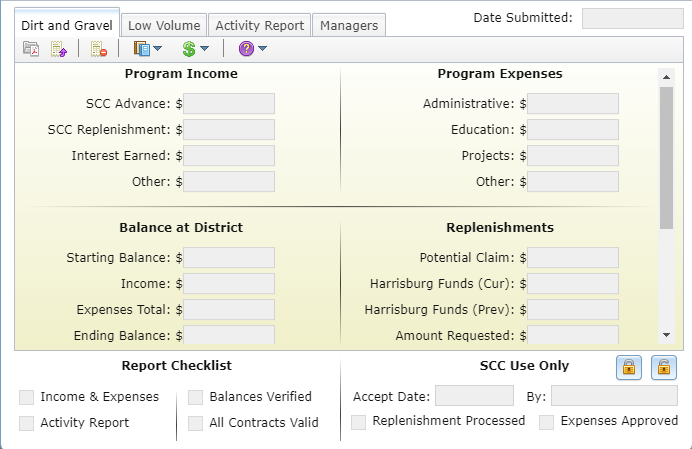 Dirt and Gravel Low Volume Activity Report Managers Date Submitted:
$ ?
Program Income Program Expenses
SCC Advance: $ Administrative: $
SCC Replenishment: $ Education: $
Interest Earned: $ Projects: $
Other: $ Other: $
Balance at District Replenishments
Starting Balance: $ Potential Claim: $
Income: $ Harrisburg Funds (Cur): $
Expenses Total: $ Harrisburg Funds (Prev): $
Ending Balance: $ Amount Requested: $
Report Checklist SCC Use Only
Income & Expenses Balances Verified Accept Date: By:
Activity Report All Contracts Valid Replenishment Processed Expenses Approved